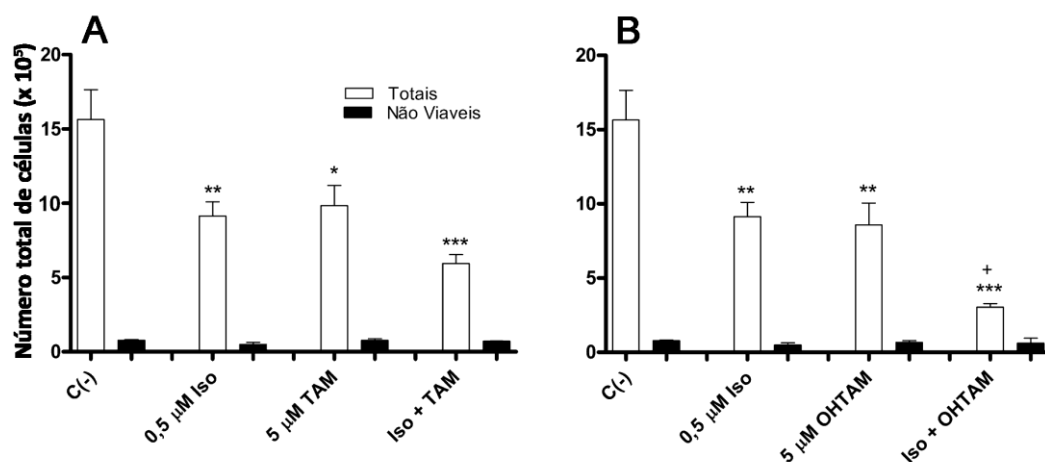 A
B
Número total de células (x 10⁵)
20
15
10
5
0
Totais
Não Viaveis
**
*
***
C(-)
0,5 µM Iso
5 µM TAM
Iso + TAM
20
15
10
5
0
**
**
+
***
C(-)
0,5 µM Iso
5 µM OHTAM
Iso + OHTAM